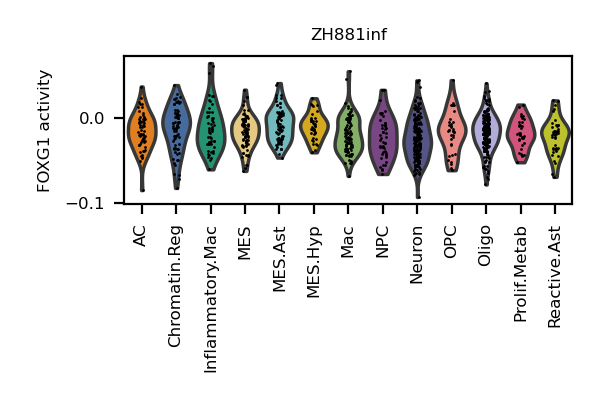 ZH881inf
FOXG1 activity
0.0
−0.1
AC
Chromatin.Reg
Inflammatory.Mac
MES
MES.Ast
MES.Hyp
Mac
NPC
Neuron
OPC
Oligo
Prolif.Metab
Reactive.Ast